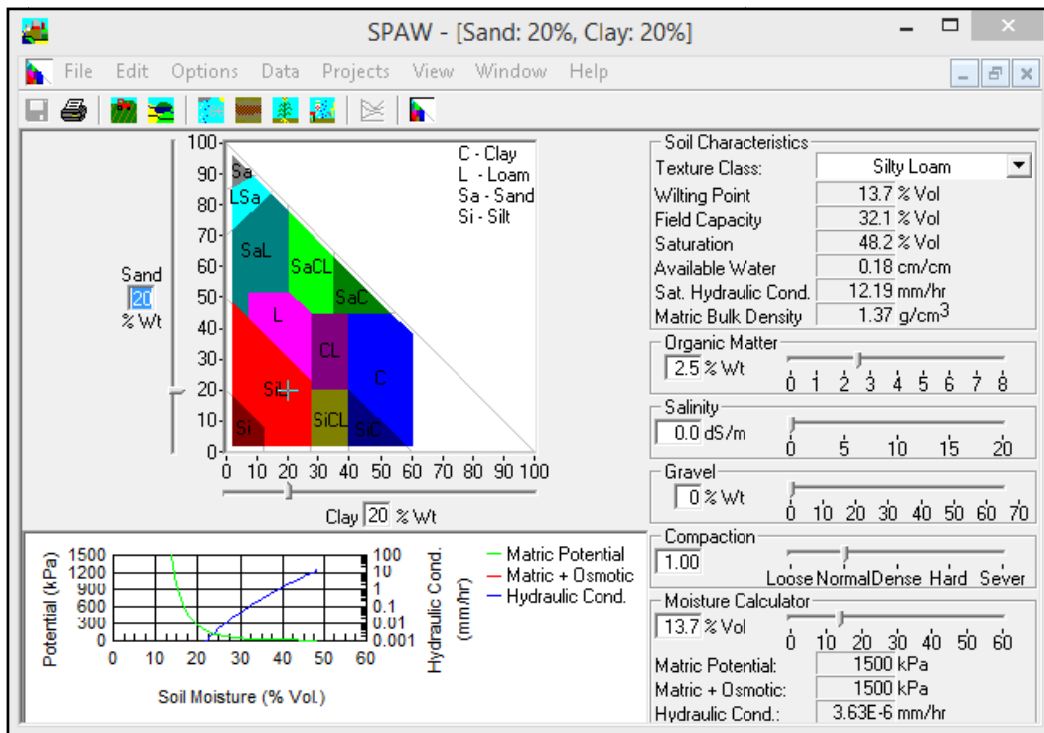 SPAW - [Sand: 20%, Clay: 20%]
File Edit Options Data Projects View Window Help
C - Clay
L - Loam
Sa - Sand
Si - Silt
100
90
80
70
60
50
40
30
20
10
0
Sand
20
% Wt
Sa
LSa
SaL
SaCL
SaC
L
CL
C
SiL
Si
SiCL
SiC
0 10 20 30 40 50 60 70 80 90 100
Clay 20 % Wt
Soil Characteristics
Texture Class: Silty Loam
Wilting Point 13.7 % Vol
Field Capacity 32.1 % Vol
Saturation 48.2 % Vol
Available Water 0.18 cm/cm
Sat. Hydraulic Cond. 12.19 mm/hr
Matric Bulk Density 1.37 g/cm3
Organic Matter
2.5 % Wt
0 1 2 3 4 5 6 7 8
Salinity
0.0 dS/m
0 5 10 15 20
Gravel
0 % Wt
0 10 20 30 40 50 60 70
Compaction
1.00
Loose Normal Dense Hard Sever
Moisture Calculator
13.7 % Vol
0 10 20 30 40 50 60
Matric Potential: 1500 kPa
Matric + Osmotic: 1500 kPa
Hydraulic Cond.: 3.63E-6 mm/hr
Potential (kPa)
1500
1200
900
600
300
0
100
10
1
0.1
0.01
0.001
Hydraulic Cond.
(mm/hr)
Matric Potential
Matric + Osmotic
Hydraulic Cond.
0 10 20 30 40 50 60
Soil Moisture (% Vol.)